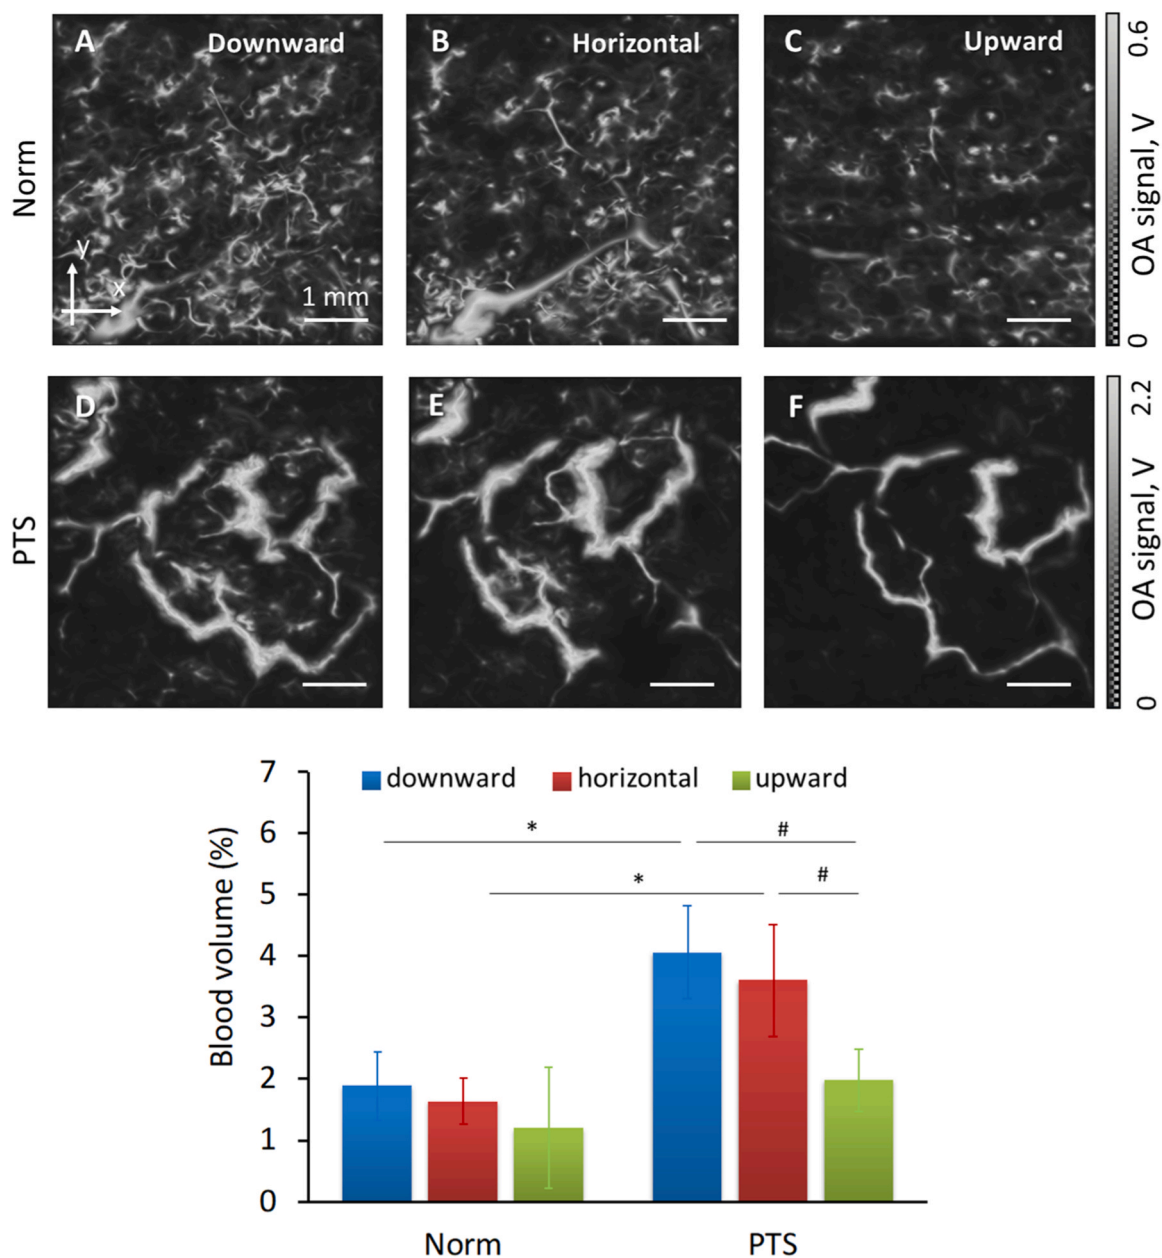 A Downward
B Horizontal
C Upward
Norm
y
x
1 mm
0.6
OA signal, V
0
D
E
F
PTS
2.2
OA signal, V
0
downward horizontal upward
Blood volume (%)
7
6
5
4
3
2
1
0
* #
* #
Norm PTS